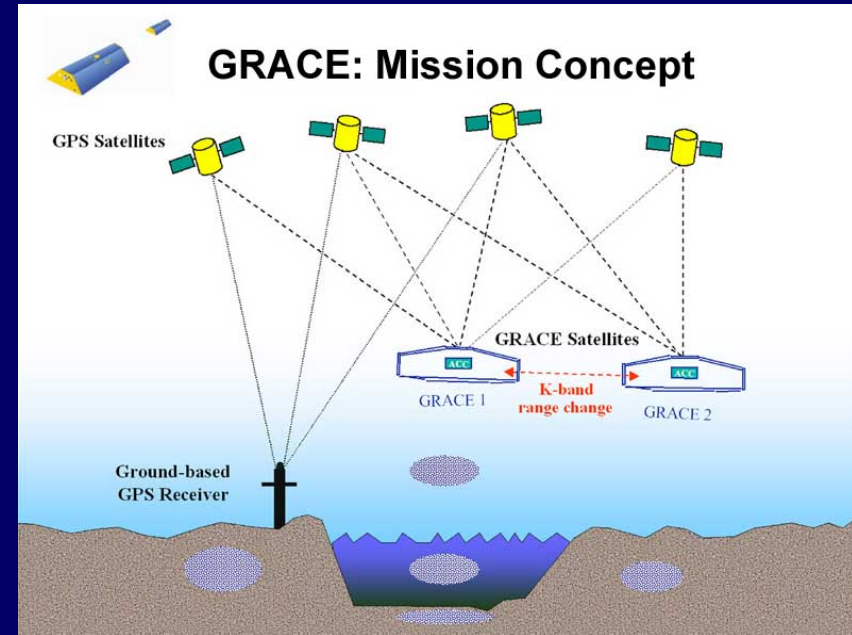 GRACE: Mission Concept
GPS Satellites
GRACE Satellites
ACC
ACC
K-band
range change
GRACE 1
GRACE 2
Ground-based
GPS Receiver